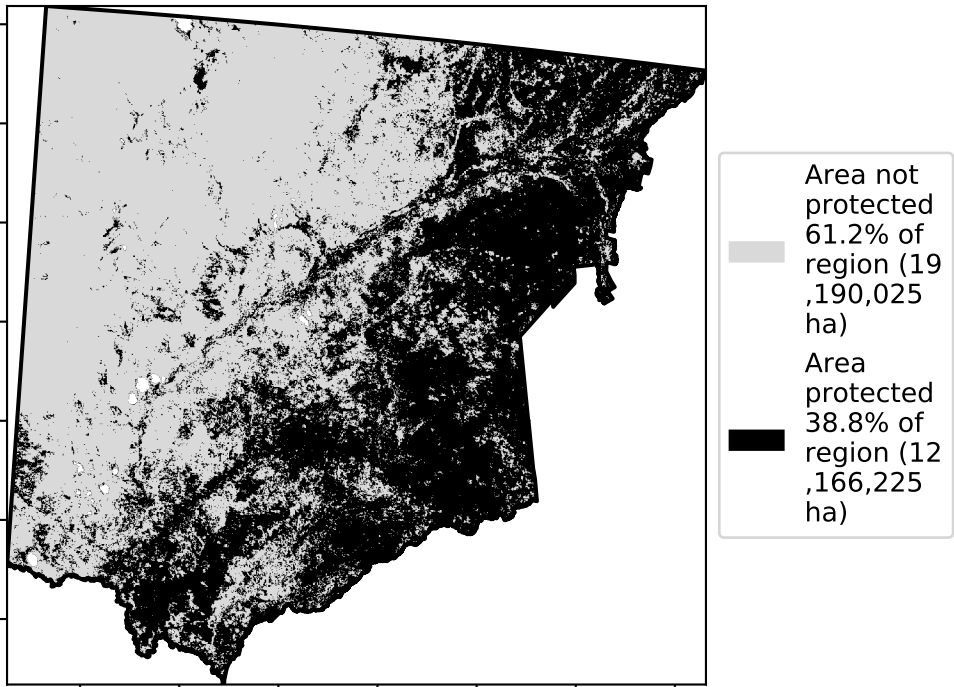 Area not
protected
61.2% of
region (19
,190,025
ha)
Area
protected
38.8% of
region (12
,166,225
ha)